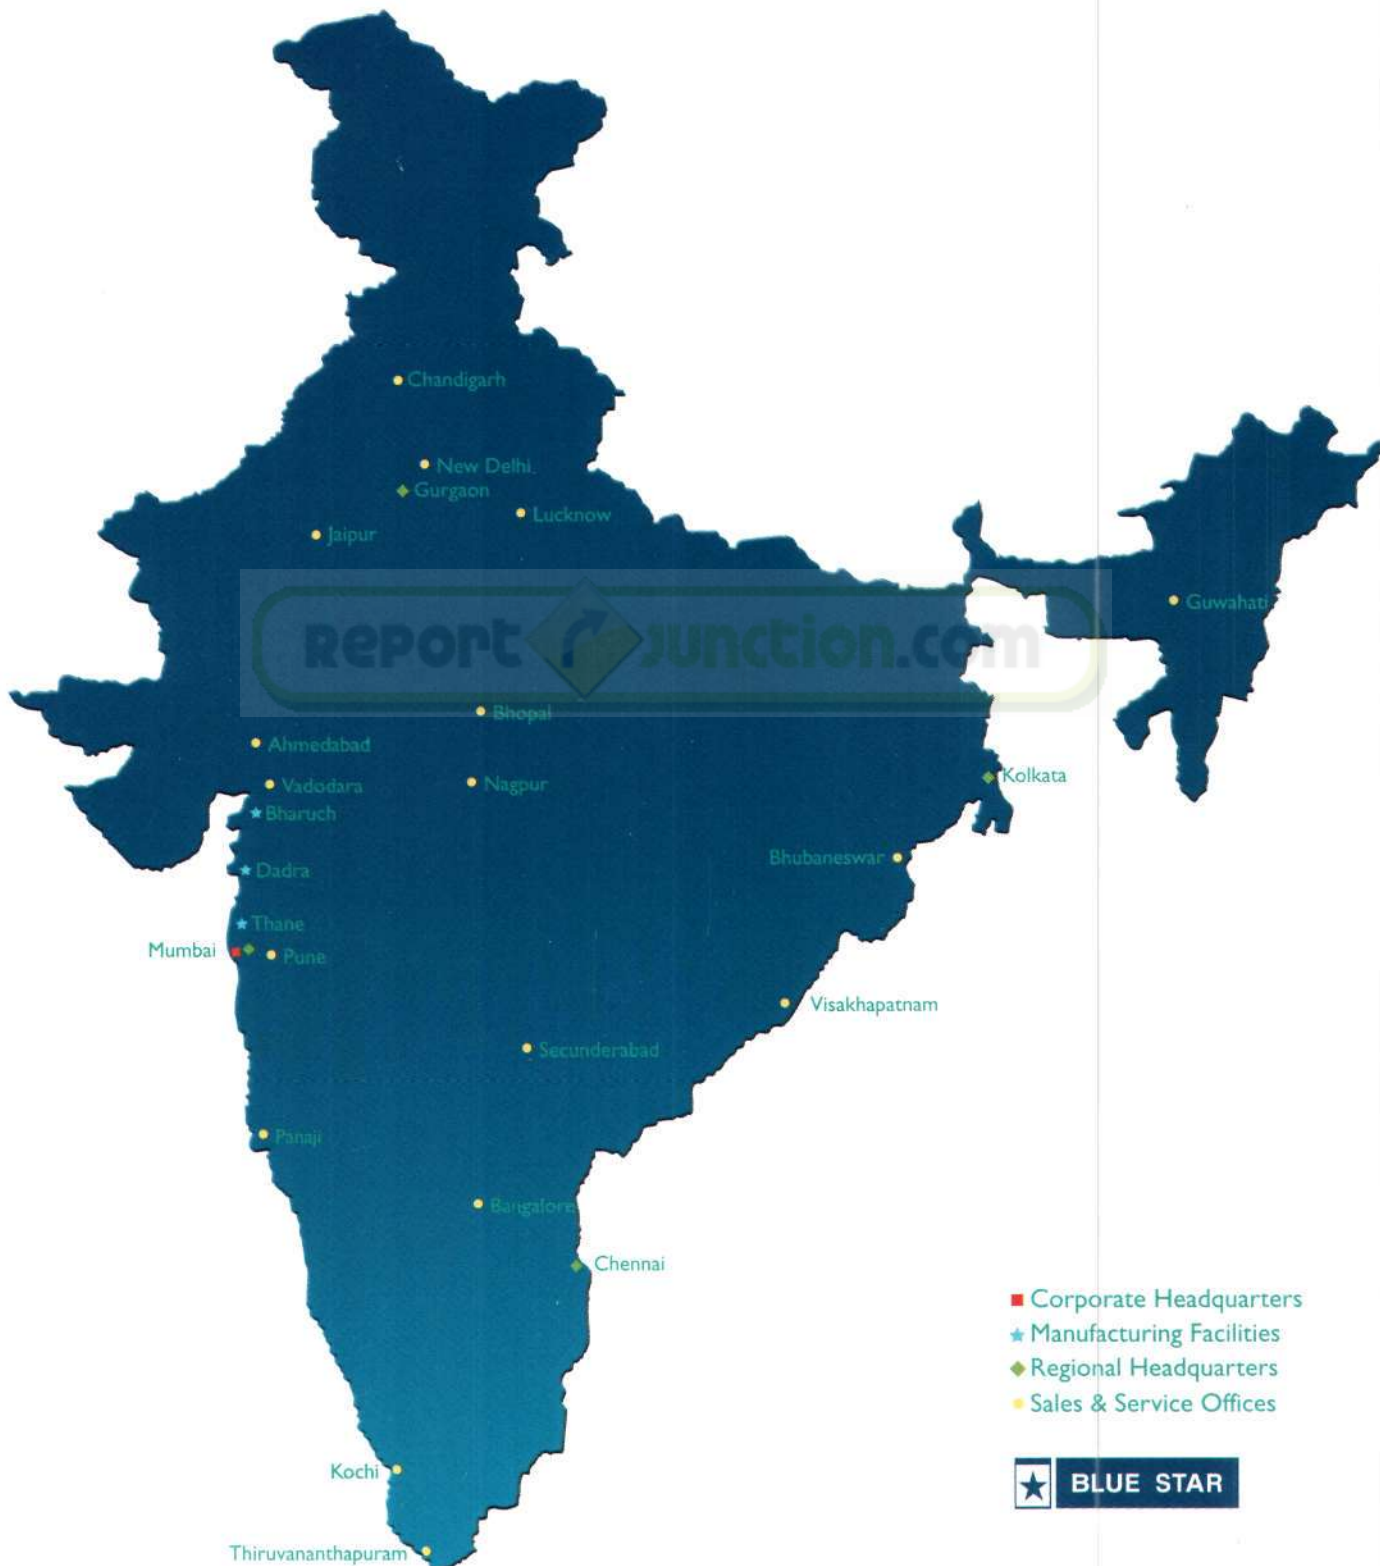 Chandigarh
New Delhi
Gurgaon
Lucknow
Jaipur
Guwahati
REPORT JUNCTION.COM
Bhopal
Ahmedabad
Kolkata
Vadodara
Nagpur
Bharuch
Bhubaneswar
Dadra
Thane
Mumbai
Pune
Visakhapatnam
Secunderabad
Panaji
Bangalore
Chennai
Corporate Headquarters
Manufacturing Facilities
Regional Headquarters
Sales & Service Offices
Kochi
BLUE STAR
Thiruvananthapuram